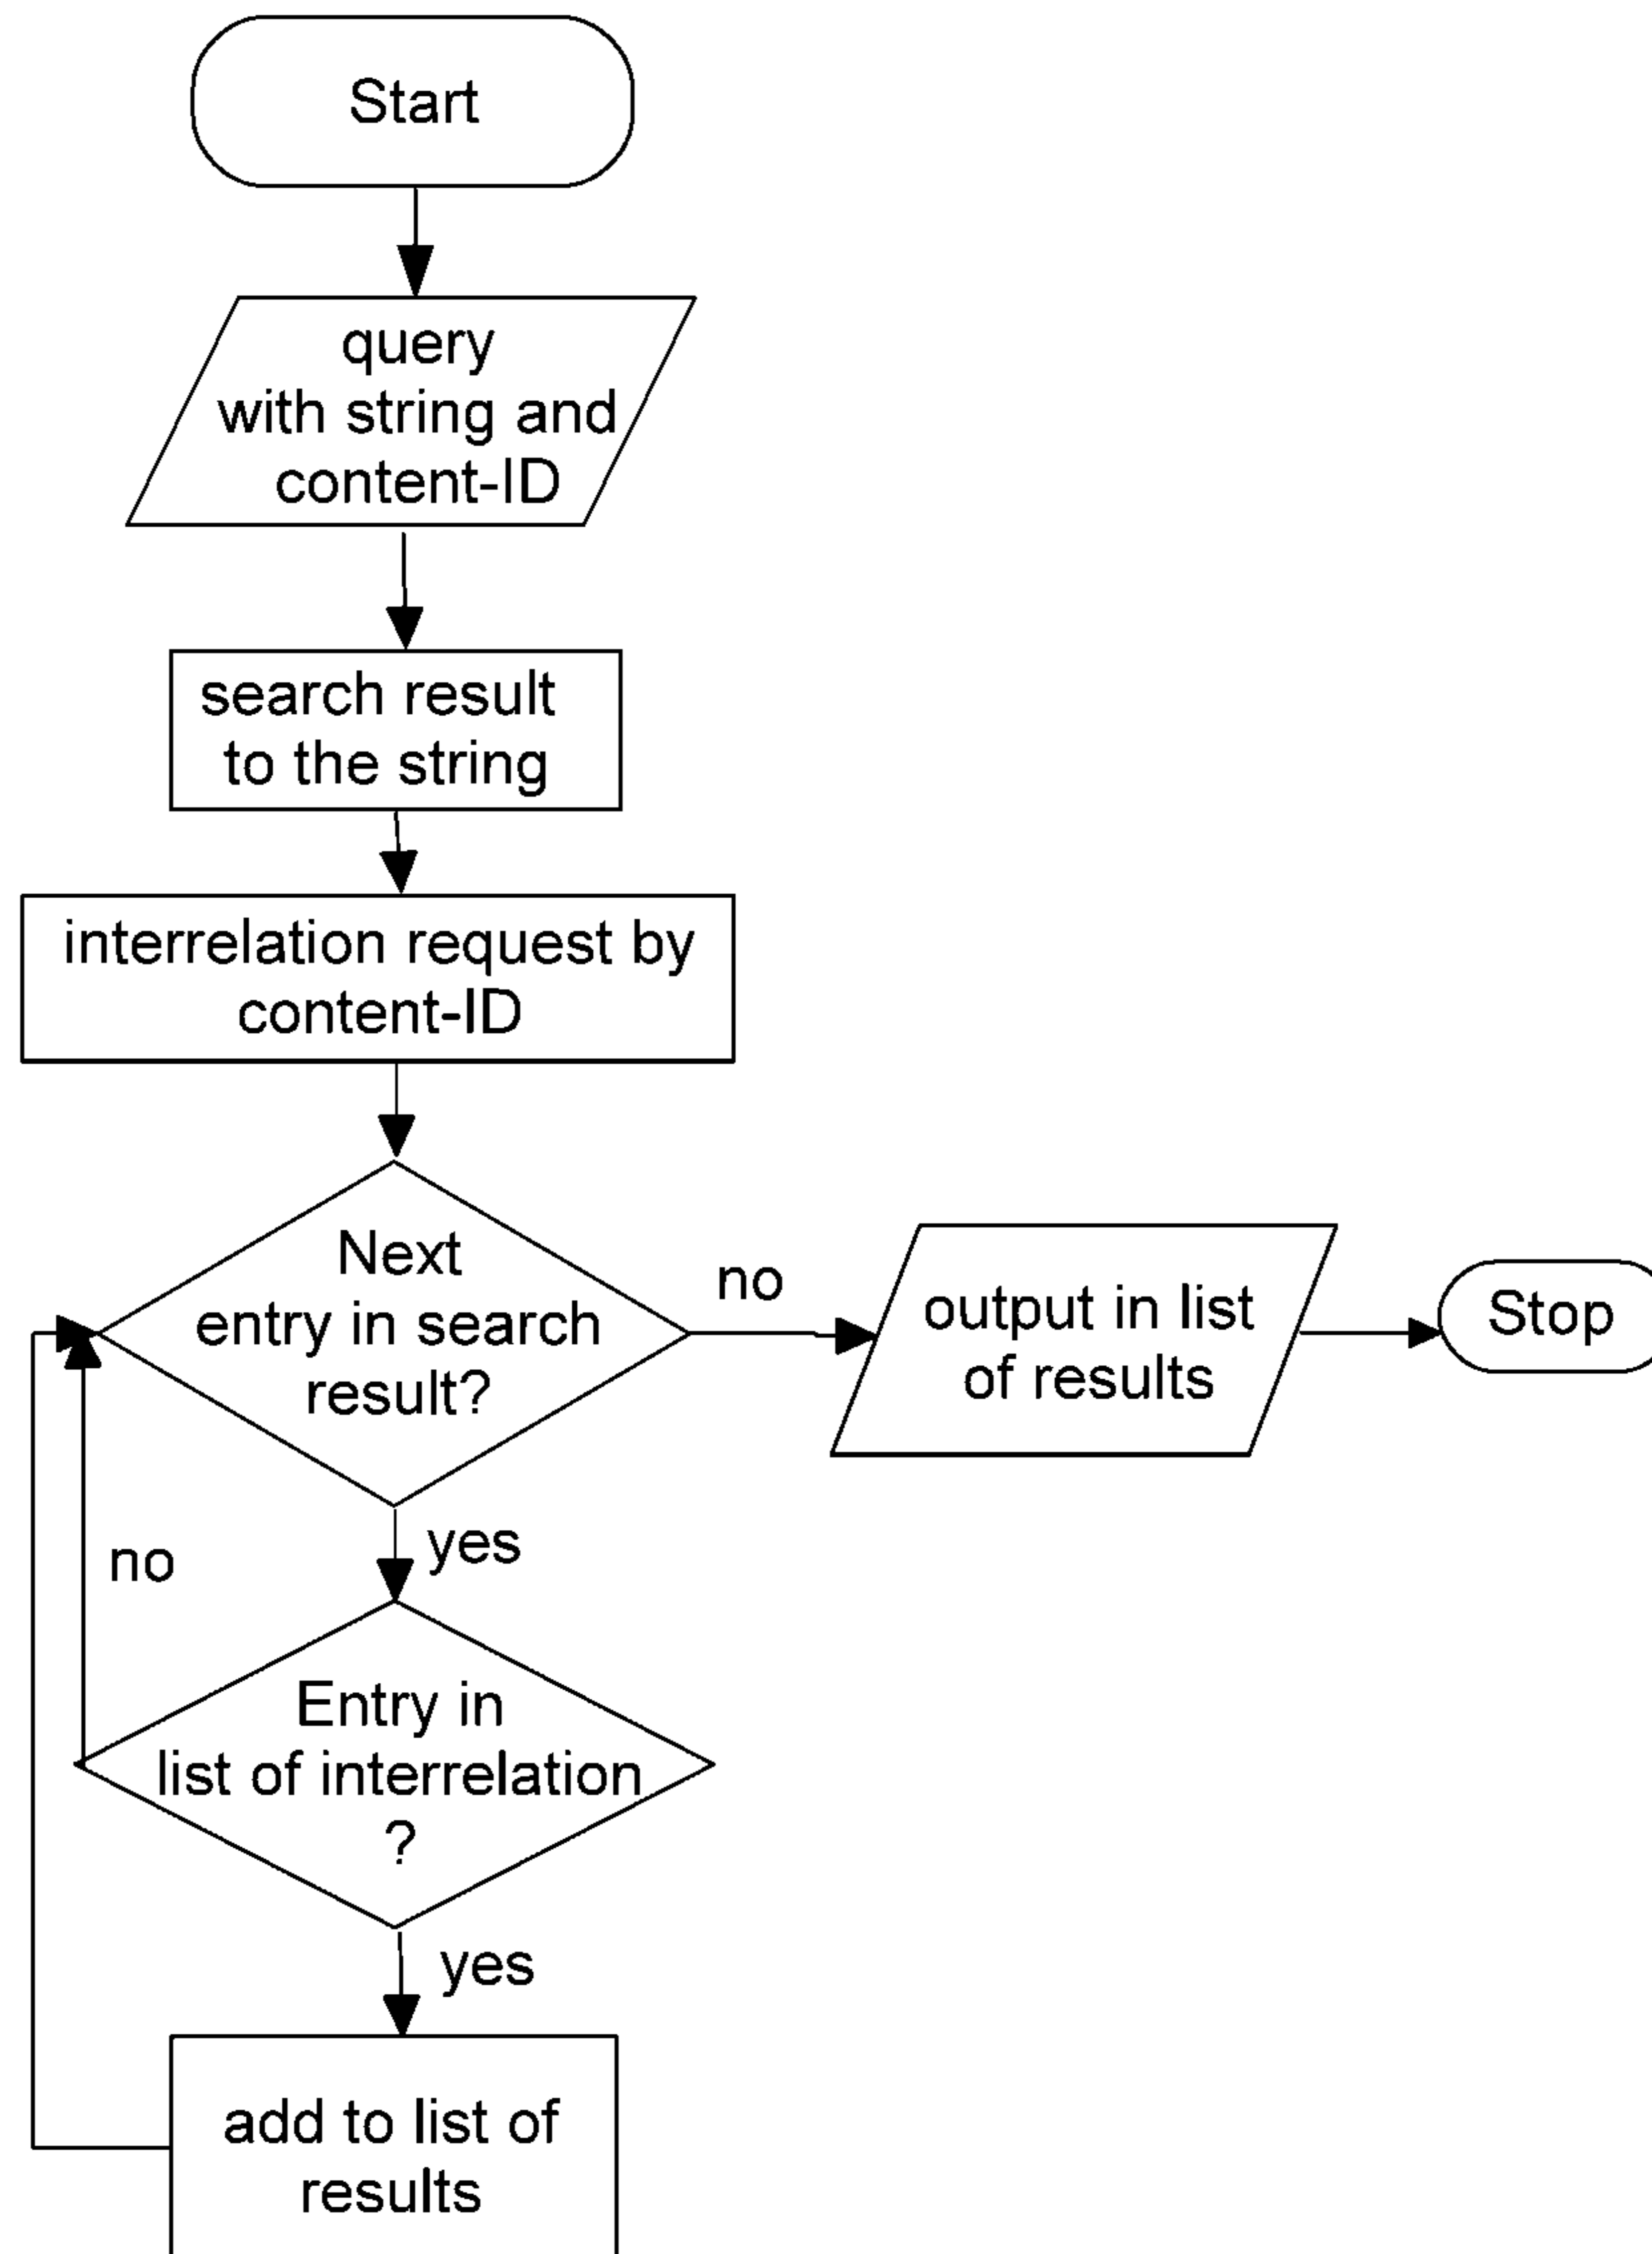 Start
query
with string and
content-ID
search result
to the string
interrelation request by
content-ID
Next
entry in search
result?
no
output in list
of results
Stop
yes
no
Entry in
list of interrelation
?
yes
add to list of
results